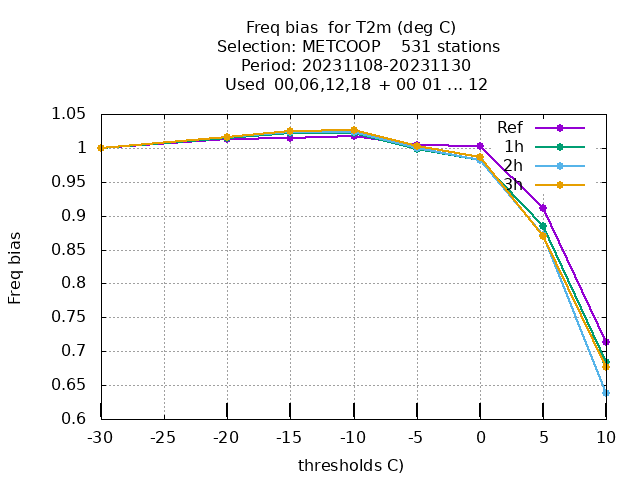 Freq bias  for T2m (deg C)
Selection: METCOOP    531 stations
Period: 20231108-20231130
Used  00,06,12,18 + 00 01 ... 12
1.05
1
0.95
0.9
0.85
0.8
0.75
0.7
0.65
0.6
Freq bias
Ref
1h
2h
3h
-30 -25 -20 -15 -10 -5 0 5 10
thresholds C)